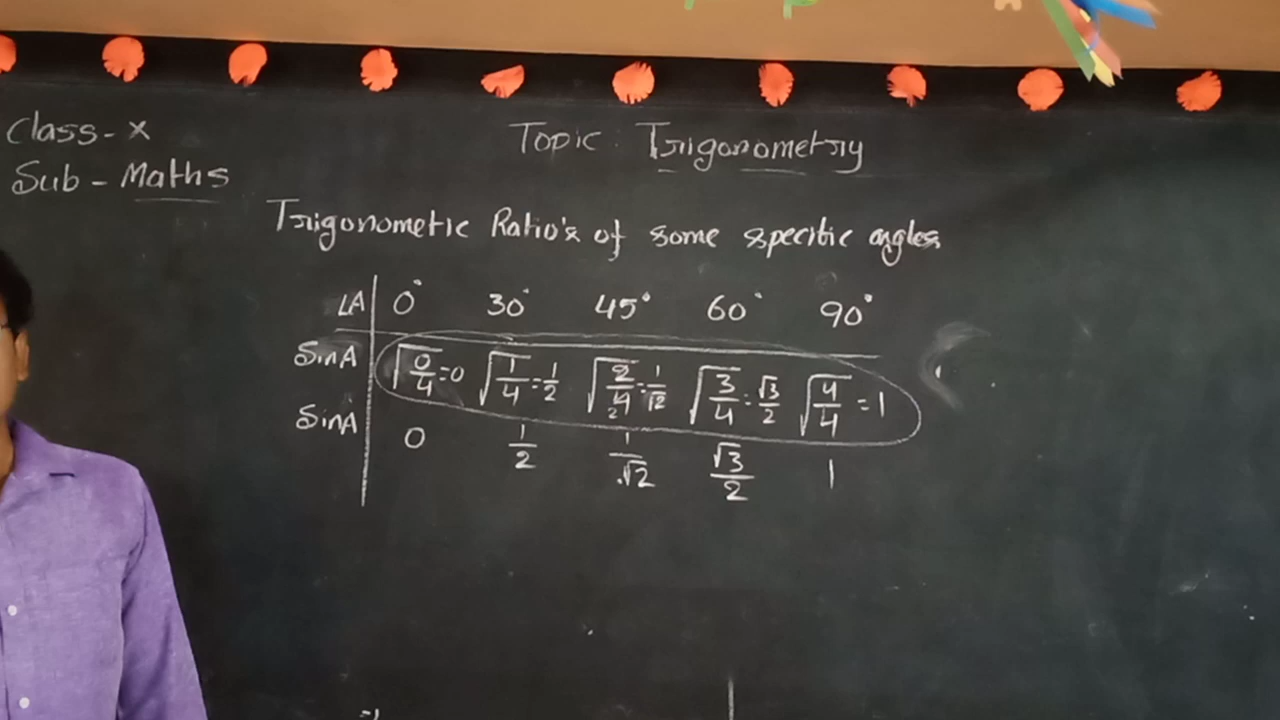 Class - X
Topic : Trigonometry
Sub - Maths
Trigonometric Ratio's of some specific angles
∠A 0° 30° 45° 60° 90°
SinA √(0/4) = 0 √(1/4) = 1/2 √(2/4) = 1/√2 √(3/4) = √3/2 √(4/4) = 1
SinA 0 1/2 1/√2 √3/2 1